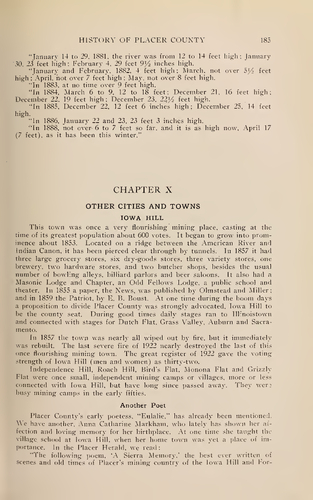 HISTORY OF PLACER COUNTY 183
"January 14 to 29, 1881, the river was from 12 to 14 feet high; January
30, 23 feet high; February 4, 29 feet 9½ inches high.
"January and February, 1882, 4 feet high; March, not over 5½ feet
high; April, not over 7 feet high; May, not over 8 feet high.
"In 1883, at no time over 9 feet high.
"In 1884, March 6 to 9, 12 to 18 feet; December 21, 16 feet high;
December 22, 19 feet high; December 23, 22½ feet high.
"In 1885, December 22, 12 feet 6 inches high; December 25, 14 feet
high.
"In 1886, January 22 and 23, 23 feet 3 inches high.
"In 1888, not over 6 to 7 feet so far, and it is as high now, April 17
(7 feet), as it has been this winter."
CHAPTER X
OTHER CITIES AND TOWNS
IOWA HILL
This town was once a very flourishing mining place, casting at the
time of its greatest population about 600 votes. It began to grow into prom-
inence about 1853. Located on a ridge between the American River and
Indian Canon, it has been pierced clear through by tunnels. In 1857 it had
three large grocery stores, six dry-goods stores, three variety stores, one
brewery, two hardware stores, and two butcher shops, besides the usual
number of bowling alleys, billiard parlors and beer saloons. It also had a
Masonic Lodge and Chapter, an Odd Fellows Lodge, a public school and
theater. In 1855 a paper, the News, was published by Olmstead and Miller;
and in 1859 the Patriot, by E. B. Boust. At one time during the boom days
a proposition to divide Placer County was strongly advocated, Iowa Hill to
be the county seat. During good times daily stages ran to Illinoistown
and connected with stages for Dutch Flat, Grass Valley, Auburn and Sacra-
mento.
In 1857 the town was nearly all wiped out by fire, but it immediately
was rebuilt. The last severe fire of 1922 nearly destroyed the last of this
once flourishing mining town. The great register of 1922 gave the voting
strength of Iowa Hill (men and women) as thirty-two.
Independence Hill, Roach Hill, Bird's Flat, Monona Flat and Grizzly
Flat were once small, independent mining camps or villages, more or less
connected with Iowa Hill, but have long since passed away. They were
busy mining camps in the early fifties.
Another Poet
Placer County's early poetess, "Eulalie," has already been mentioned.
We have another, Anna Catharine Markham, who lately has shown her af-
fection and loving memory for her birthplace. At one time she taught the
village school at Iowa Hill, when her home town was yet a place of im-
portance. In the Placer Herald, we read:
"The following poem, 'A Sierra Memory,' the best ever written of
scenes and old times of Placer's mining country of the Iowa Hill and For-